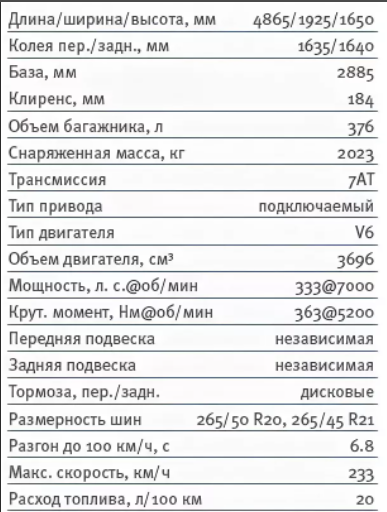 Длина/ширина/высота, мм 4865/1925/1650
Колея пер./задн., мм 1635/1640
База, мм 2885
Клиренс, мм 184
Объем багажника, л 376
Снаряженная масса, кг 2023
Трансмиссия 7АТ
Тип привода подключаемый
Тип двигателя V6
Объем двигателя, см³ 3696
Мощность, л. с.@об/мин 333@7000
Крут. момент, Нм@об/мин 363@5200
Передняя подвеска независимая
Задняя подвеска независимая
Тормоза, пер./задн. дисковые
Размерность шин 265/50 R20, 265/45 R21
Разгон до 100 км/ч, с 6.8
Макс. скорость, км/ч 233
Расход топлива, л/100 км 20